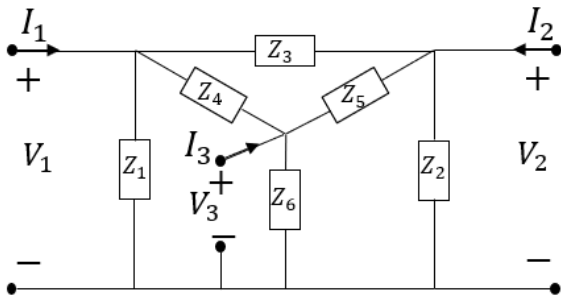 I₁ I₂
+ Z₃ +
Z₄ Z₅
V₁ Z₁ I₃ Z₂ V₂
+
V₃ Z₆
− − −